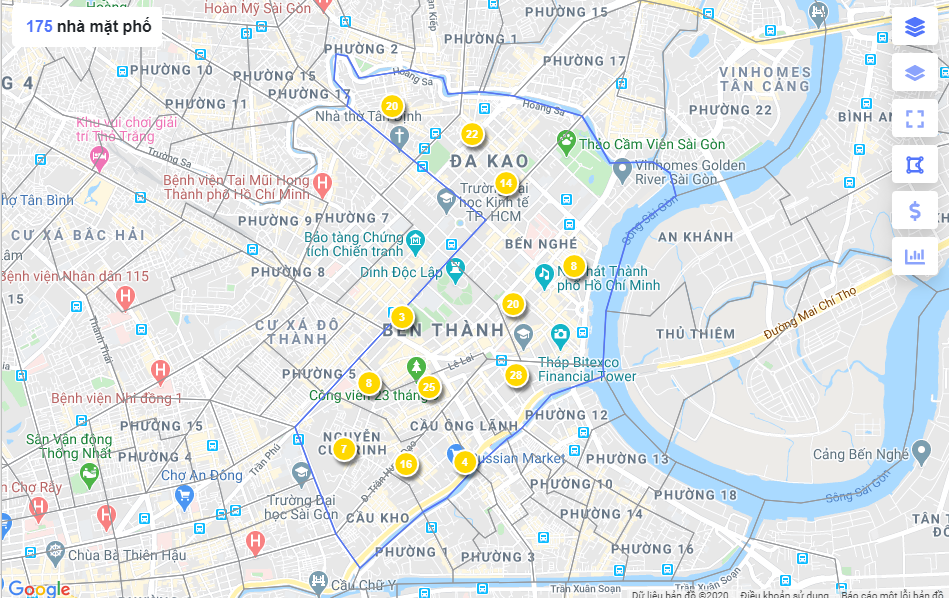 175 nhà mặt phố
Hoàn Mỹ Sài Gòn
PHƯỜNG 15
PHƯỜNG 1
PHƯỜNG 2
PHƯỜNG 17
PHƯỜNG 10
PHƯỜNG 15
VINHOMES
TÂN CẢNG
G 4
Hoàng Sa
PHƯỜNG 17
PHƯỜNG 11
20
Hoàng Sa
PHƯỜNG 22
Nhà thờ Tân Định
BÌNH AN
Khu vui chơi giải
trí Thỏ Trắng
22
Thảo Cầm Viên Sài Gòn
Trường Sa
ĐA KAO
Vinhomes Golden
River Sài Gòn
Bệnh viện Tai Mũi Họng
Thành phố Hồ Chí Minh
14
Trường Đại
học Kinh tế
TP HCM
hợ Tân Bình
PHƯỜNG 9
PHƯỜNG 7
Sông Sài Gòn
CƯ XÁ BẮC HẢI
Bảo tàng Chứng
tích Chiến tranh
BẾN NGHÉ
AN KHÁNH
Bệnh viện Nhân dân 115
PHƯỜNG 8
Dinh Độc Lập
8
Nhà hát Thành
phố Hồ Chí Minh
15
20
Đường Mai Chí Thọ
3
CƯ XÁ ĐÔ
THÀNH
BẾN THÀNH
THỦ THIÊM
Thành Thái
Lê Lai
Tháp Bitexco
Financial Tower
PHƯỜNG 5
8
25
28
Bệnh viện Nhi đồng 1
Công viên 23 tháng
PHƯỜNG 12
PHƯỜNG 15
CẦU ÔNG LÃNH
Sân Vận động
Thống Nhất
NGUYỄN
CƯ TRINH
7
PHƯỜNG 4
Trần Phú
16
4
Russian Market
PHƯỜNG 13
Cảng Bến Nghé
Chợ An Đông
Đ. Trần Hưng Đạo
PHƯỜNG 10
n Chợ Rẫy
Trường Đại
học Sài Gòn
PHƯỜNG 18
Sông Sài Gòn
CẦU KHO
PHƯỜNG 14
Chùa Bà Thiên Hậu
PHƯỜNG 1
PHƯỜNG 3
PHƯỜNG 16
Cầu Chữ Y
Trần Xuân Soạn
Trần Xuân Soạn
Google
Dữ liệu bản đồ ©2020
Điều khoản sử dụng
Báo cáo một lỗi bản đồ